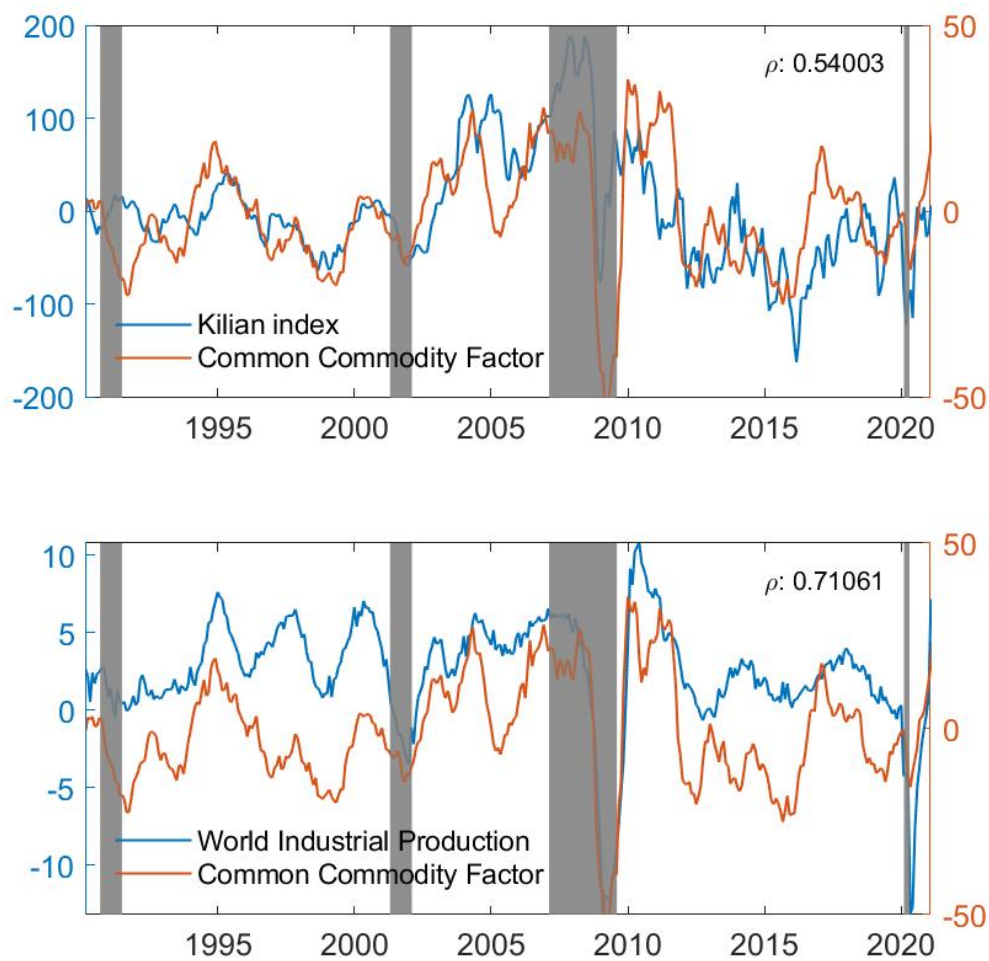 200
100
0
-100
-200
50
0
-50
ρ: 0.54003
Kilian index
Common Commodity Factor
1995 2000 2005 2010 2015 2020
10
5
0
-5
-10
50
0
-50
ρ: 0.71061
World Industrial Production
Common Commodity Factor
1995 2000 2005 2010 2015 2020